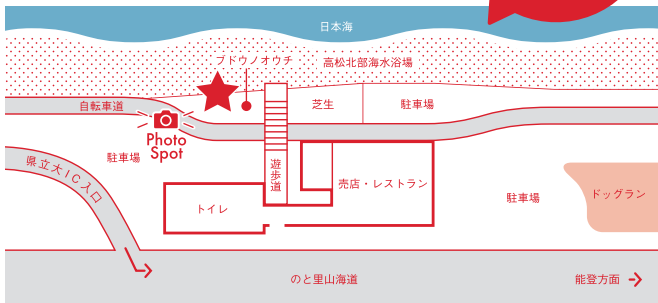 日本海
ブドウノオウチ
高松北部海水浴場
自転車道
芝生
駐車場
Photo
Spot
駐車場
県立大IC入口
遊歩道
売店・レストラン
トイレ
駐車場
ドッグラン
のと里山海道
能登方面